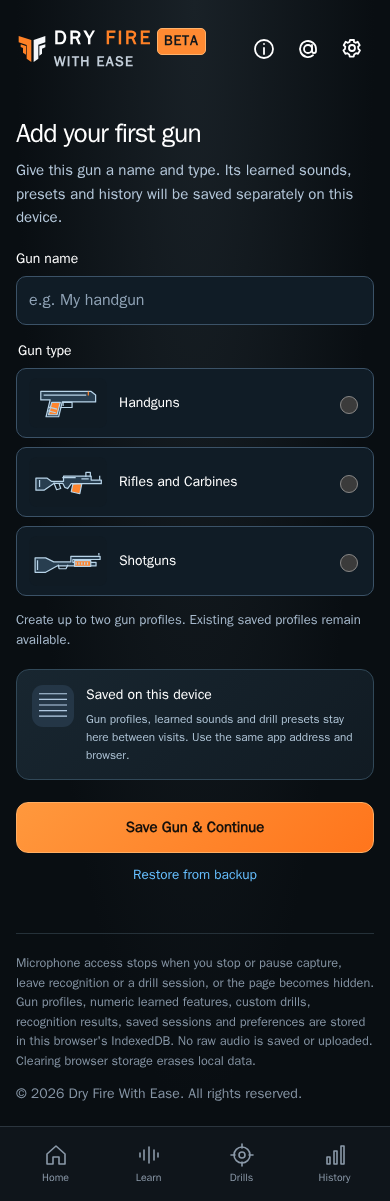 DRY FIRE BETA
WITH EASE
Add your first gun
Give this gun a name and type. Its learned sounds,
presets and history will be saved separately on this
device.
Gun name
e.g. My handgun
Gun type
Handguns
Rifles and Carbines
Shotguns
Create up to two gun profiles. Existing saved profiles remain
available.
Saved on this device
Gun profiles, learned sounds and drill presets stay
here between visits. Use the same app address and
browser.
Save Gun & Continue
Restore from backup
Microphone access stops when you stop or pause capture,
leave recognition or a drill session, or the page becomes hidden.
Gun profiles, numeric learned features, custom drills,
recognition results, saved sessions and preferences are stored
in this browser's IndexedDB. No raw audio is saved or uploaded.
Clearing browser storage erases local data.
© 2026 Dry Fire With Ease. All rights reserved.
Home Learn Drills History